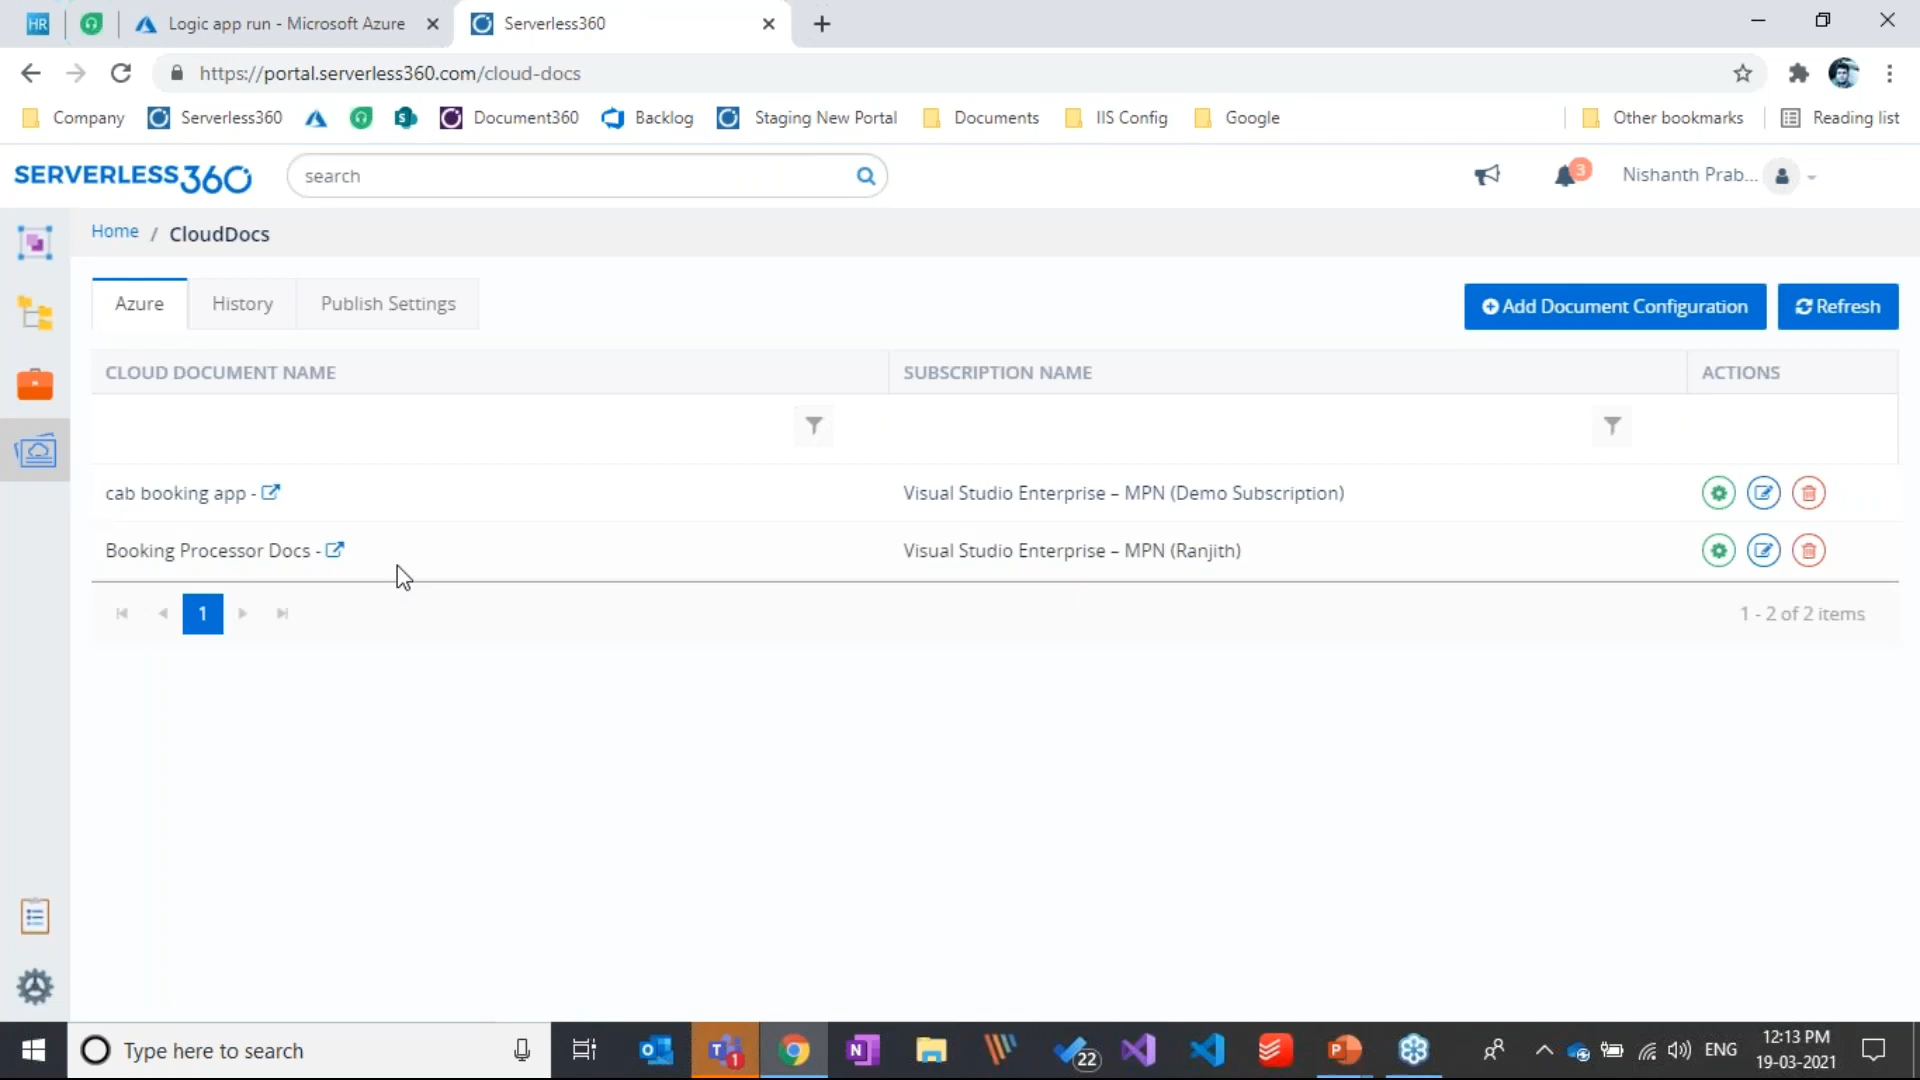 HR
Logic app run - Microsoft Azure
Serverless360
https://portal.serverless360.com/cloud-docs
Company
Serverless360
Document360
Backlog
Staging New Portal
Documents
IIS Config
Google
Other bookmarks
Reading list
SERVERLESS360
search
3
Nishanth Prab...
Home / CloudDocs
Azure
History
Publish Settings
Add Document Configuration
Refresh
CLOUD DOCUMENT NAME
SUBSCRIPTION NAME
ACTIONS
cab booking app -
Visual Studio Enterprise – MPN (Demo Subscription)
Booking Processor Docs -
Visual Studio Enterprise – MPN (Ranjith)
1
1 - 2 of 2 items
Type here to search
1
22
ENG
12:13 PM
19-03-2021